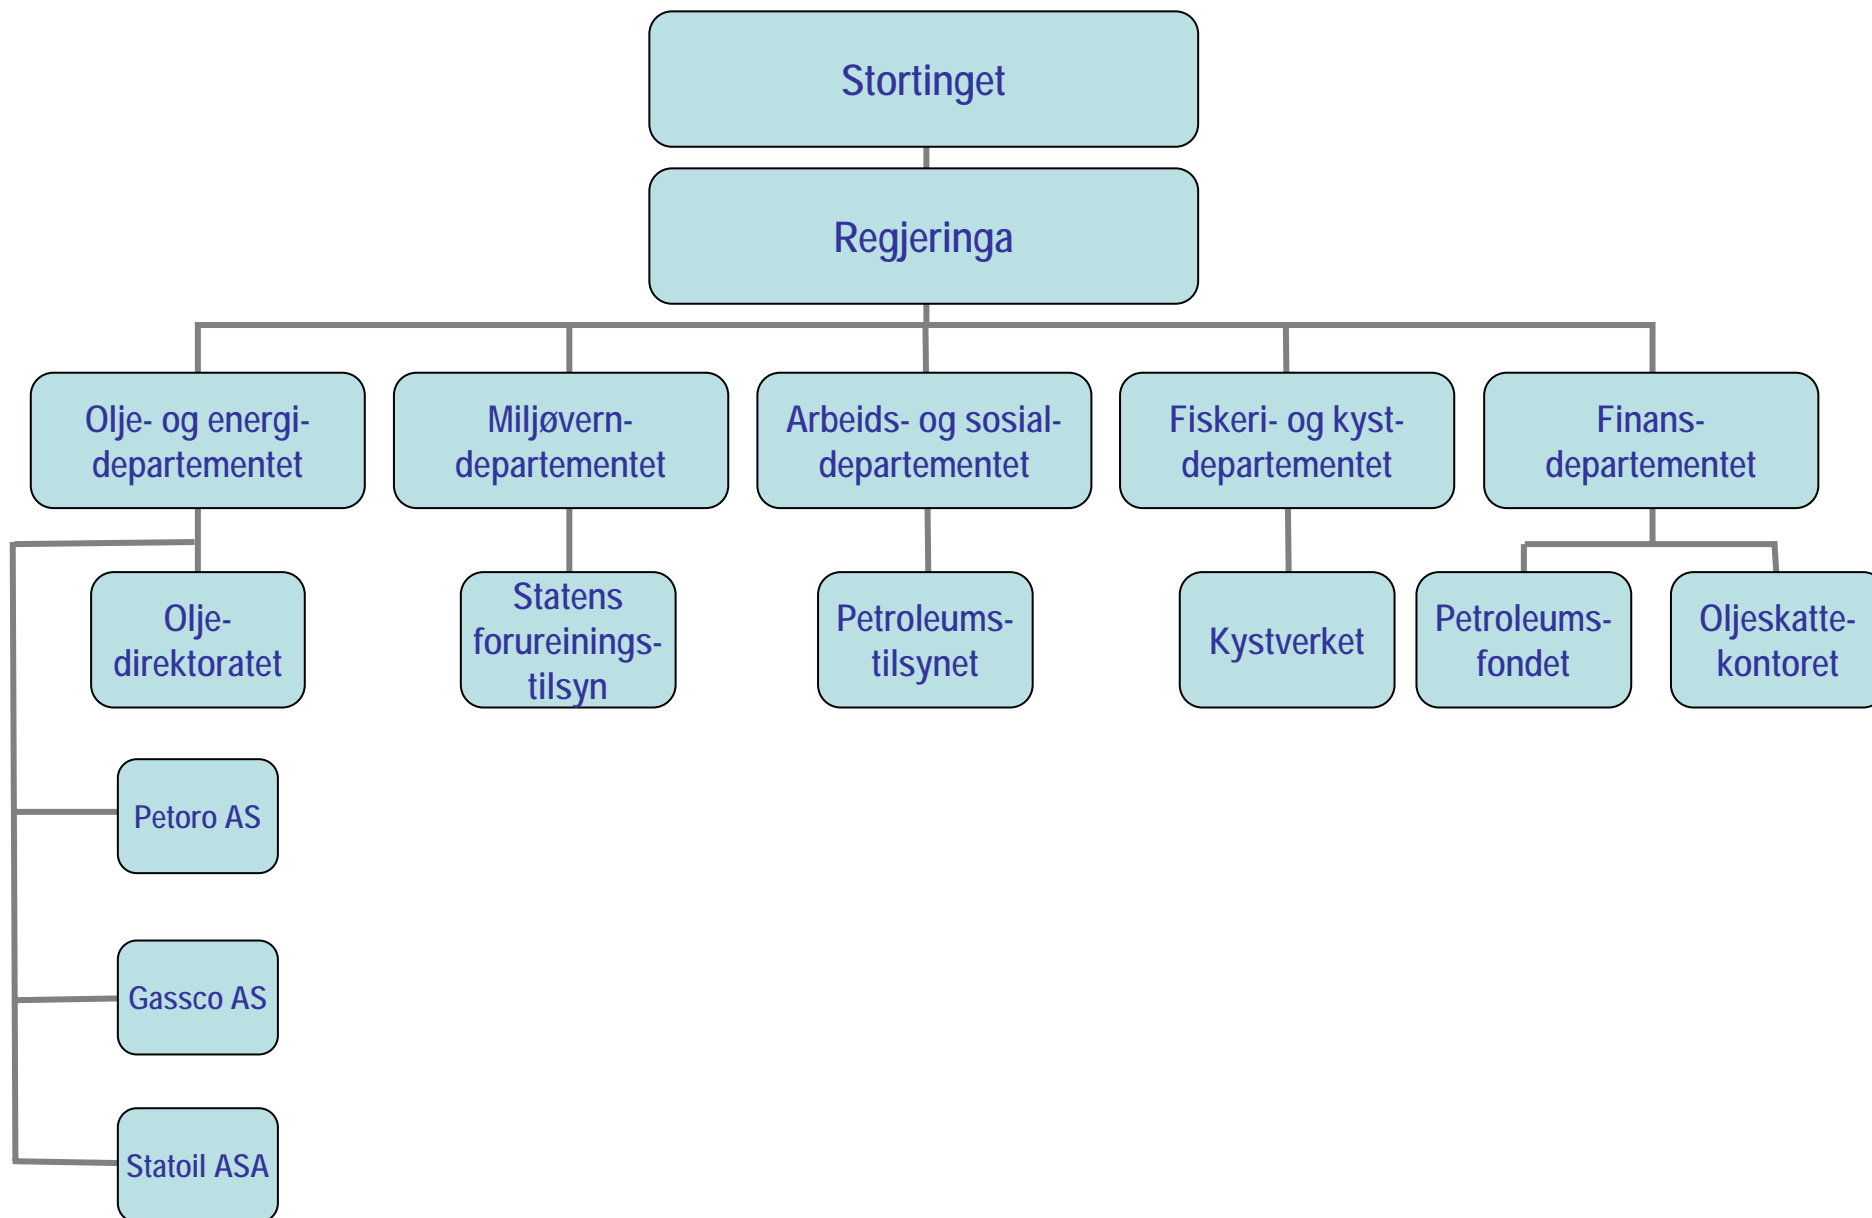 Stortinget
Regjeringa
Olje- og energi-
departementet
Miljøvern-
departementet
Arbeids- og sosial-
departementet
Fiskeri- og kyst-
departementet
Finans-
departementet
Olje-
direktoratet
Statens
forureinings-
tilsyn
Petroleums-
tilsynet
Kystverket
Petroleums-
fondet
Oljeskatte-
kontoret
Petoro AS
Gassco AS
Statoil ASA